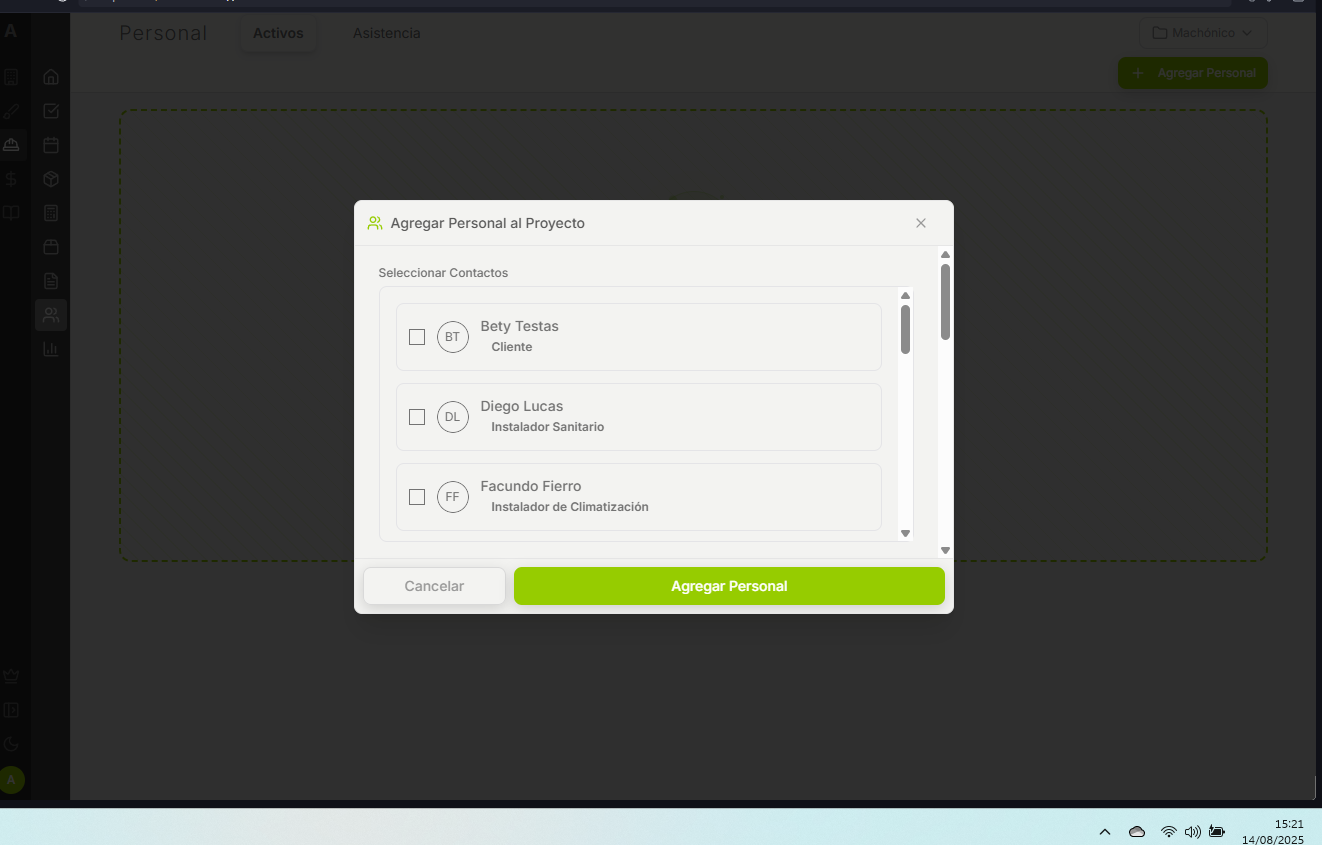 A
Personal
Activos
Asistencia
Machónico
+ Agregar Personal
Agregar Personal al Proyecto
Seleccionar Contactos
BT
Bety Testas
Cliente
DL
Diego Lucas
Instalador Sanitario
FF
Facundo Fierro
Instalador de Climatización
Cancelar
Agregar Personal
A
15:21
14/08/2025